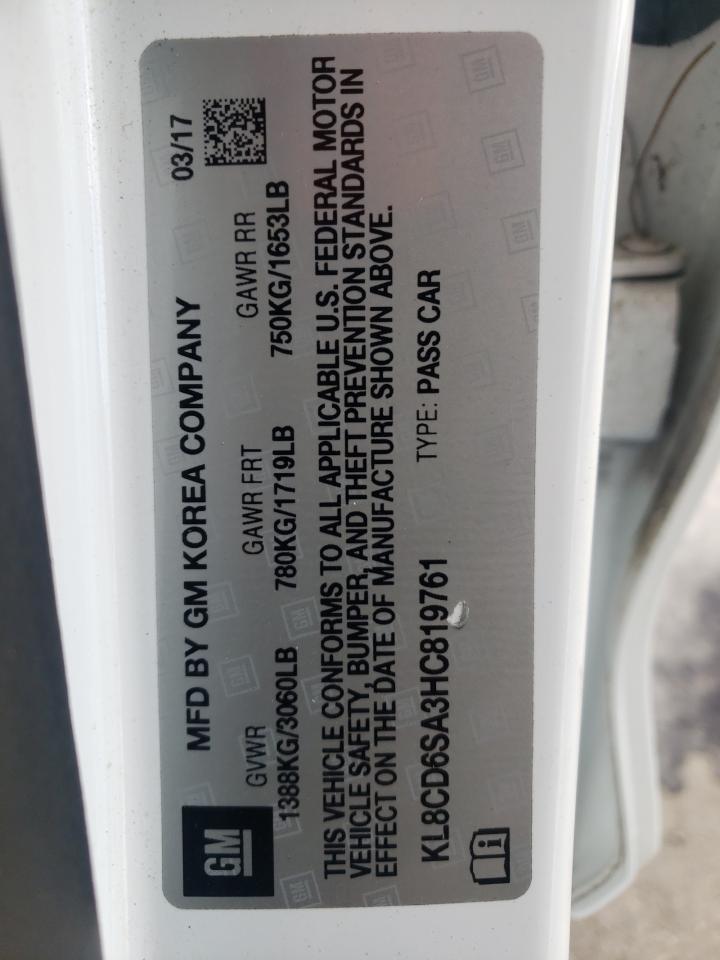 GM
MFD BY GM KOREA COMPANY 03/17
GVWR GAWR FRT GAWR RR
1388KG/3060LB 780KG/1719LB 750KG/1653LB
THIS VEHICLE CONFORMS TO ALL APPLICABLE U.S. FEDERAL MOTOR
VEHICLE SAFETY, BUMPER, AND THEFT PREVENTION STANDARDS IN
EFFECT ON THE DATE OF MANUFACTURE SHOWN ABOVE.
KL8CD6SA3HC819761 TYPE: PASS CAR